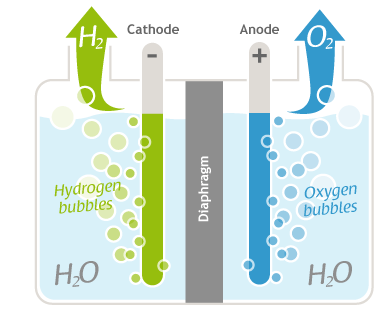 H₂
Cathode
Anode
O₂
-
+
Hydrogen
bubbles
Diaphragm
Oxygen
bubbles
H₂O
H₂O